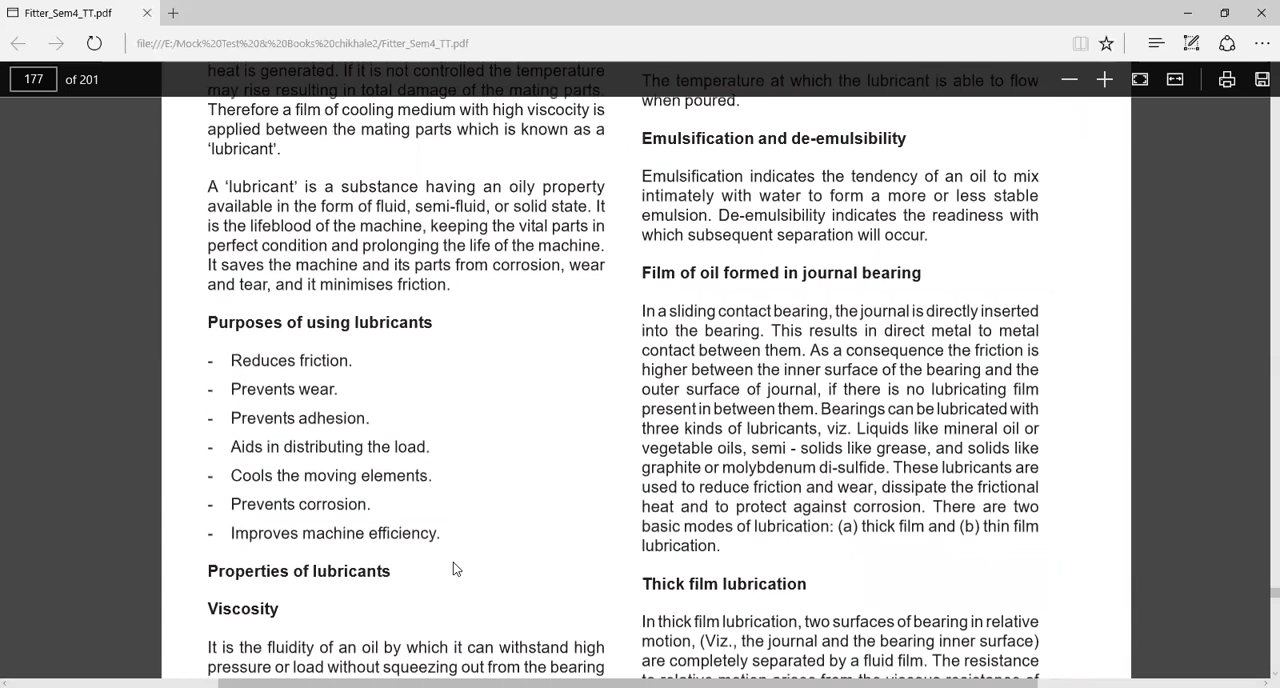 Fitter_Sem4_TT.pdf
file:///E:/Mock%20Test%20&%20Books%20chikhale2/Fitter_Sem4_TT.pdf
177 of 201
heat is generated. If it is not controlled the temperature
may rise resulting in total damage of the mating parts.
Therefore a film of cooling medium with high viscosity is
applied between the mating parts which is known as a
‘lubricant’.
A ‘lubricant’ is a substance having an oily property
available in the form of fluid, semi-fluid, or solid state. It
is the lifeblood of the machine, keeping the vital parts in
perfect condition and prolonging the life of the machine.
It saves the machine and its parts from corrosion, wear
and tear, and it minimises friction.
Purposes of using lubricants
- Reduces friction.
- Prevents wear.
- Prevents adhesion.
- Aids in distributing the load.
- Cools the moving elements.
- Prevents corrosion.
- Improves machine efficiency.
Properties of lubricants
Viscosity
It is the fluidity of an oil by which it can withstand high
pressure or load without squeezing out from the bearing
The temperature at which the lubricant is able to flow
when poured.
Emulsification and de-emulsibility
Emulsification indicates the tendency of an oil to mix
intimately with water to form a more or less stable
emulsion. De-emulsibility indicates the readiness with
which subsequent separation will occur.
Film of oil formed in journal bearing
In a sliding contact bearing, the journal is directly inserted
into the bearing. This results in direct metal to metal
contact between them. As a consequence the friction is
higher between the inner surface of the bearing and the
outer surface of journal, if there is no lubricating film
present in between them. Bearings can be lubricated with
three kinds of lubricants, viz. Liquids like mineral oil or
vegetable oils, semi - solids like grease, and solids like
graphite or molybdenum di-sulfide. These lubricants are
used to reduce friction and wear, dissipate the frictional
heat and to protect against corrosion. There are two
basic modes of lubrication: (a) thick film and (b) thin film
lubrication.
Thick film lubrication
In thick film lubrication, two surfaces of bearing in relative
motion, (Viz., the journal and the bearing inner surface)
are completely separated by a fluid film. The resistance
to relative motion arises from the viscous resistance of